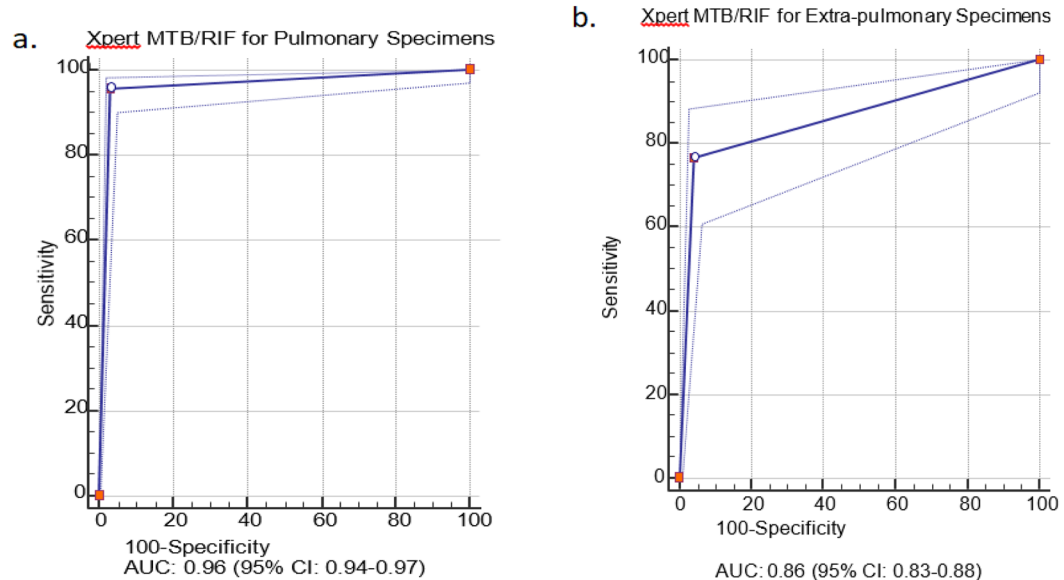 a.
Xpert MTB/RIF for Pulmonary Specimens
100
80
60
40
20
0
Sensitivity
0 20 40 60 80 100
100-Specificity
AUC: 0.96 (95% CI: 0.94-0.97)
b.
Xpert MTB/RIF for Extra-pulmonary Specimens
100
80
60
40
20
0
Sensitivity
0 20 40 60 80 100
100-Specificity
AUC: 0.86 (95% CI: 0.83-0.88)